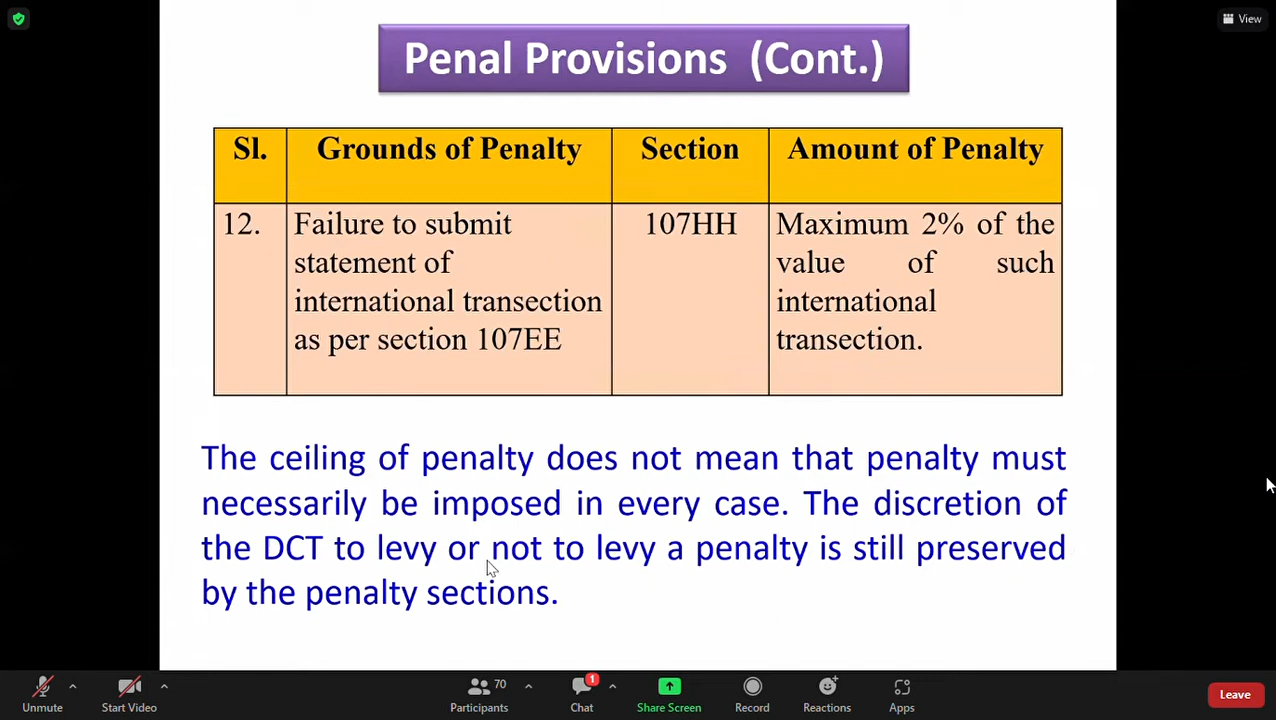 View
Penal Provisions (Cont.)
Sl. Grounds of Penalty Section Amount of Penalty
12. Failure to submit 107HH Maximum 2% of the
statement of value of such
international transection international
as per section 107EE transection.
The ceiling of penalty does not mean that penalty must
necessarily be imposed in every case. The discretion of
the DCT to levy or not to levy a penalty is still preserved
by the penalty sections.
70 1
Unmute Start Video Participants Chat Share Screen Record Reactions Apps Leave